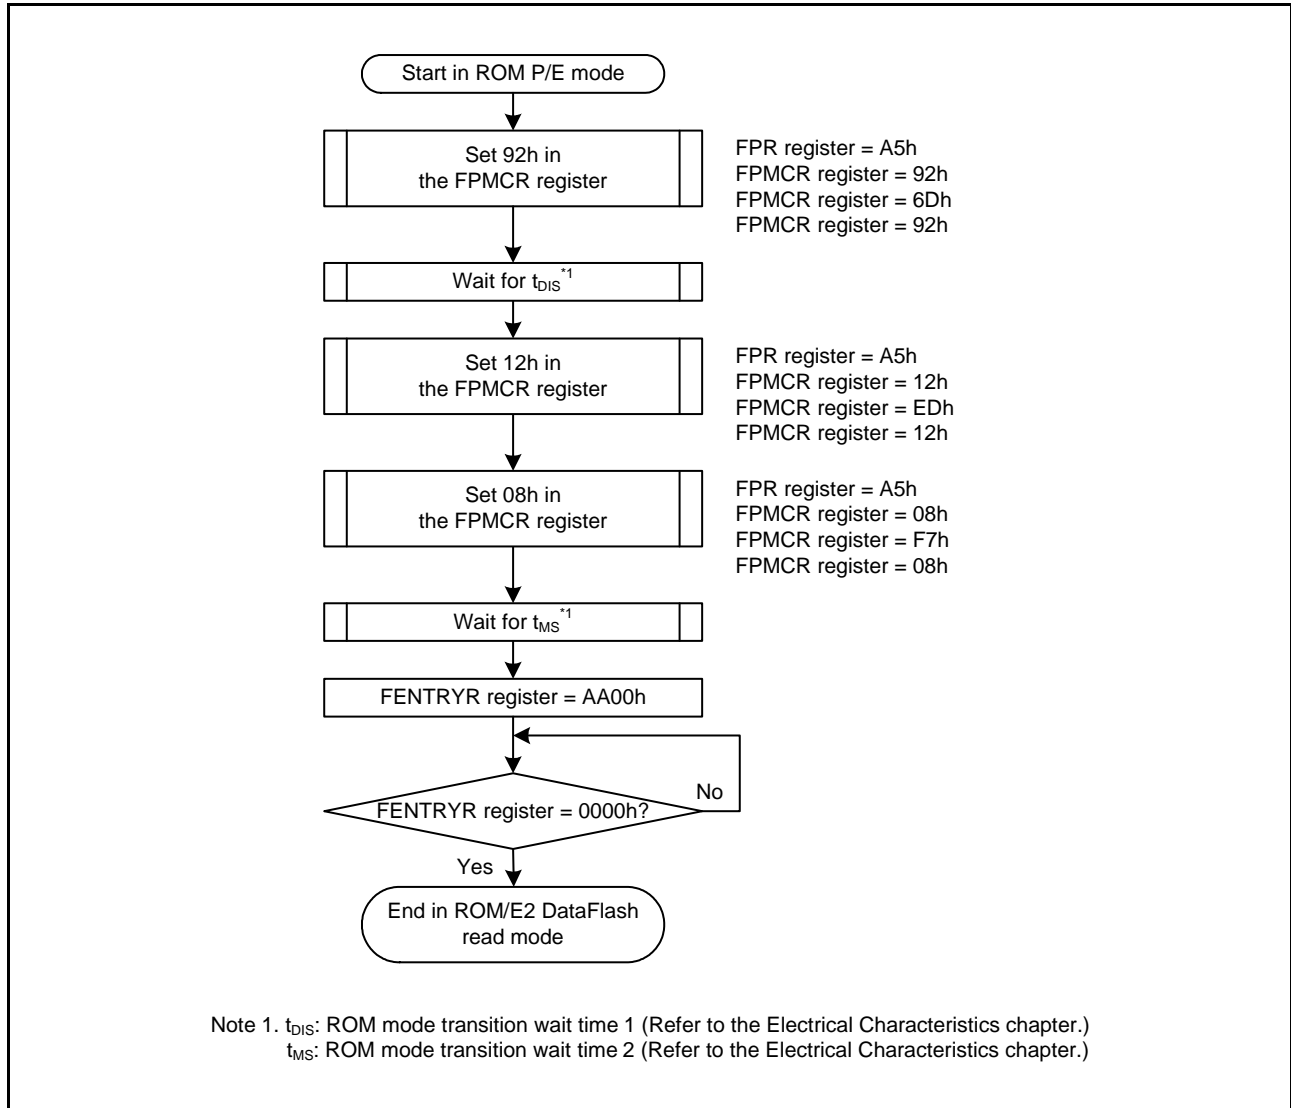 Start in ROM P/E mode
Set 92h in
the FPMCR register
FPR register = A5h
FPMCR register = 92h
FPMCR register = 6Dh
FPMCR register = 92h
Wait for tDIS*1
Set 12h in
the FPMCR register
FPR register = A5h
FPMCR register = 12h
FPMCR register = EDh
FPMCR register = 12h
Set 08h in
the FPMCR register
FPR register = A5h
FPMCR register = 08h
FPMCR register = F7h
FPMCR register = 08h
Wait for tMS*1
FENTRYR register = AA00h
FENTRYR register = 0000h?
No
Yes
End in ROM/E2 DataFlash
read mode
Note 1. tDIS: ROM mode transition wait time 1 (Refer to the Electrical Characteristics chapter.)
tMS: ROM mode transition wait time 2 (Refer to the Electrical Characteristics chapter.)